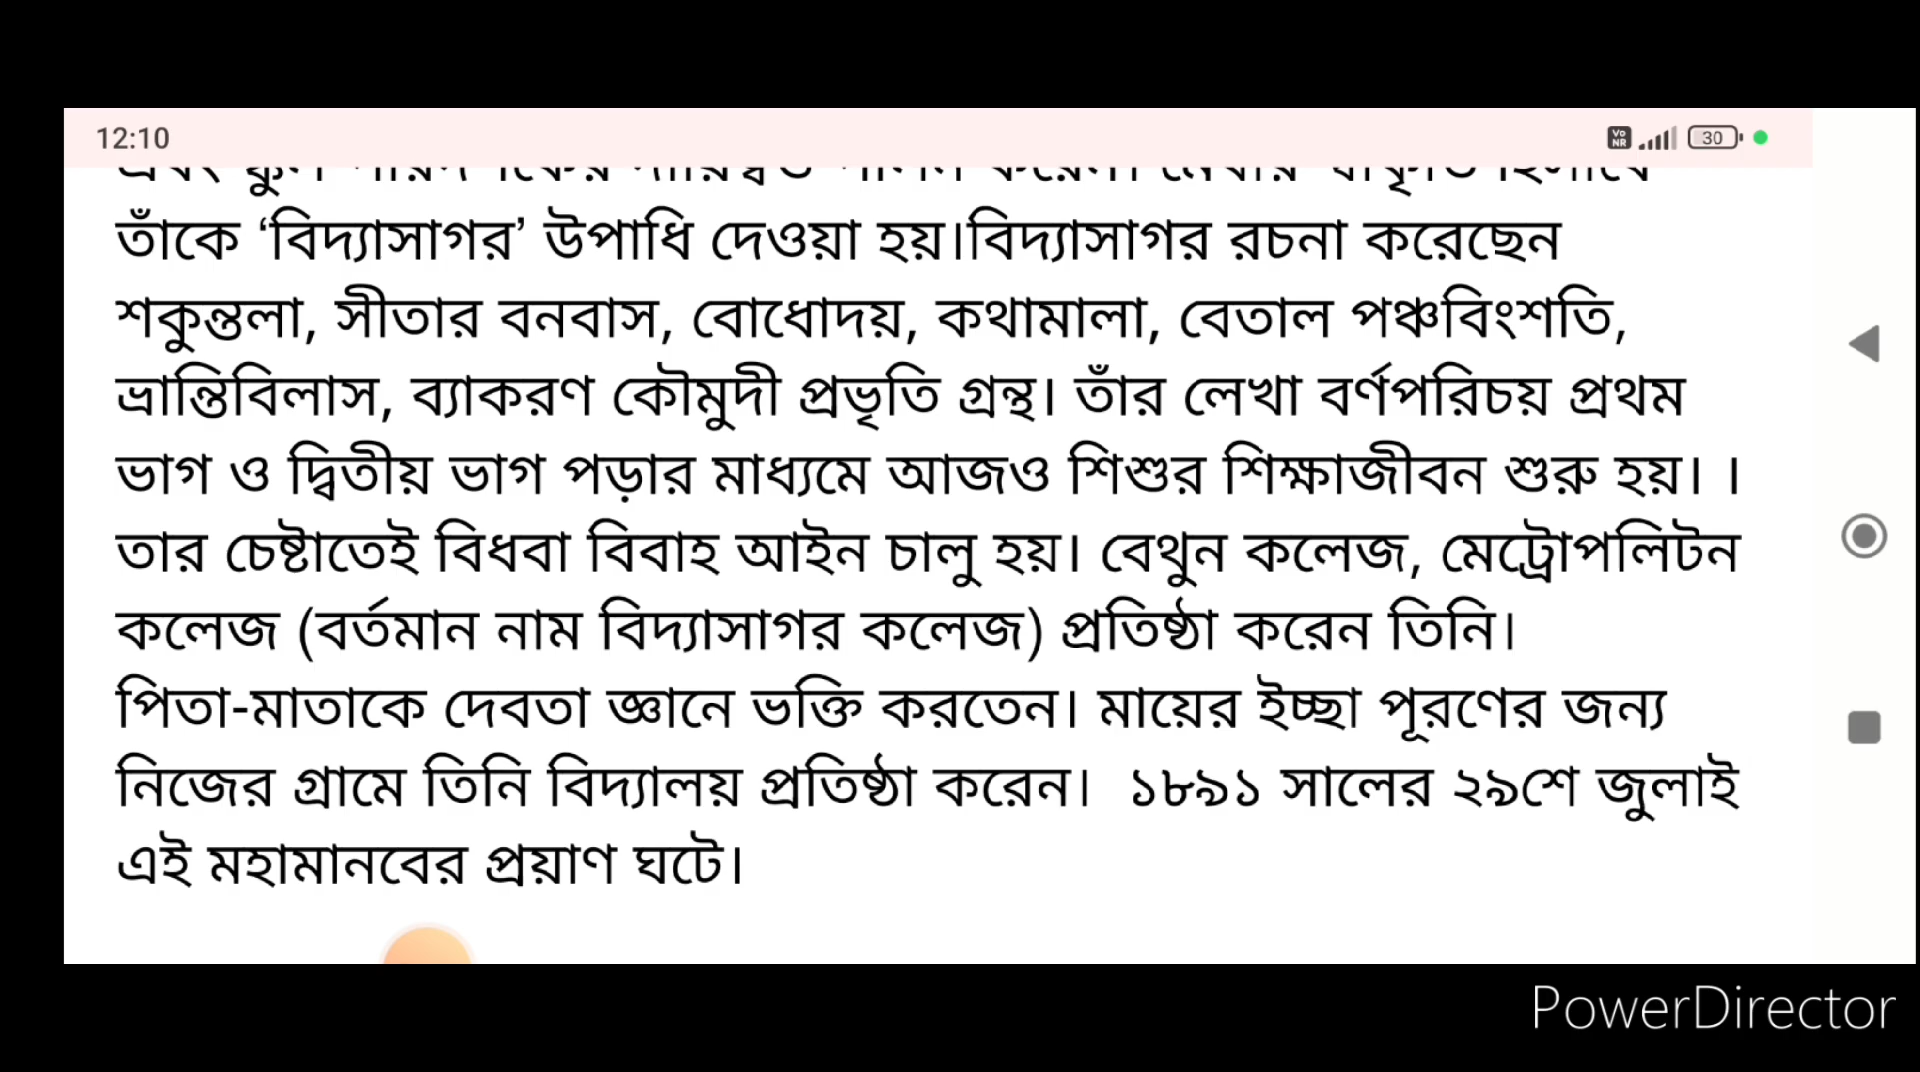 12:10
Vo NR 30
তাঁকে ‘বিদ্যাসাগর’ উপাধি দেওয়া হয়।বিদ্যাসাগর রচনা করেছেন
শকুন্তলা, সীতার বনবাস, বোধোদয়, কথামালা, বেতাল পঞ্চবিংশতি,
ভ্রান্তিবিলাস, ব্যাকরণ কৌমুদী প্রভৃতি গ্রন্থ। তাঁর লেখা বর্ণপরিচয় প্রথম
ভাগ ও দ্বিতীয় ভাগ পড়ার মাধ্যমে আজও শিশুর শিক্ষাজীবন শুরু হয়। ।
তার চেষ্টাতেই বিধবা বিবাহ আইন চালু হয়। বেথুন কলেজ, মেট্রোপলিটন
কলেজ (বর্তমান নাম বিদ্যাসাগর কলেজ) প্রতিষ্ঠা করেন তিনি।
পিতা-মাতাকে দেবতা জ্ঞানে ভক্তি করতেন। মায়ের ইচ্ছা পূরণের জন্য
নিজের গ্রামে তিনি বিদ্যালয় প্রতিষ্ঠা করেন। ১৮৯১ সালের ২৯শে জুলাই
এই মহামানবের প্রয়াণ ঘটে।
PowerDirector